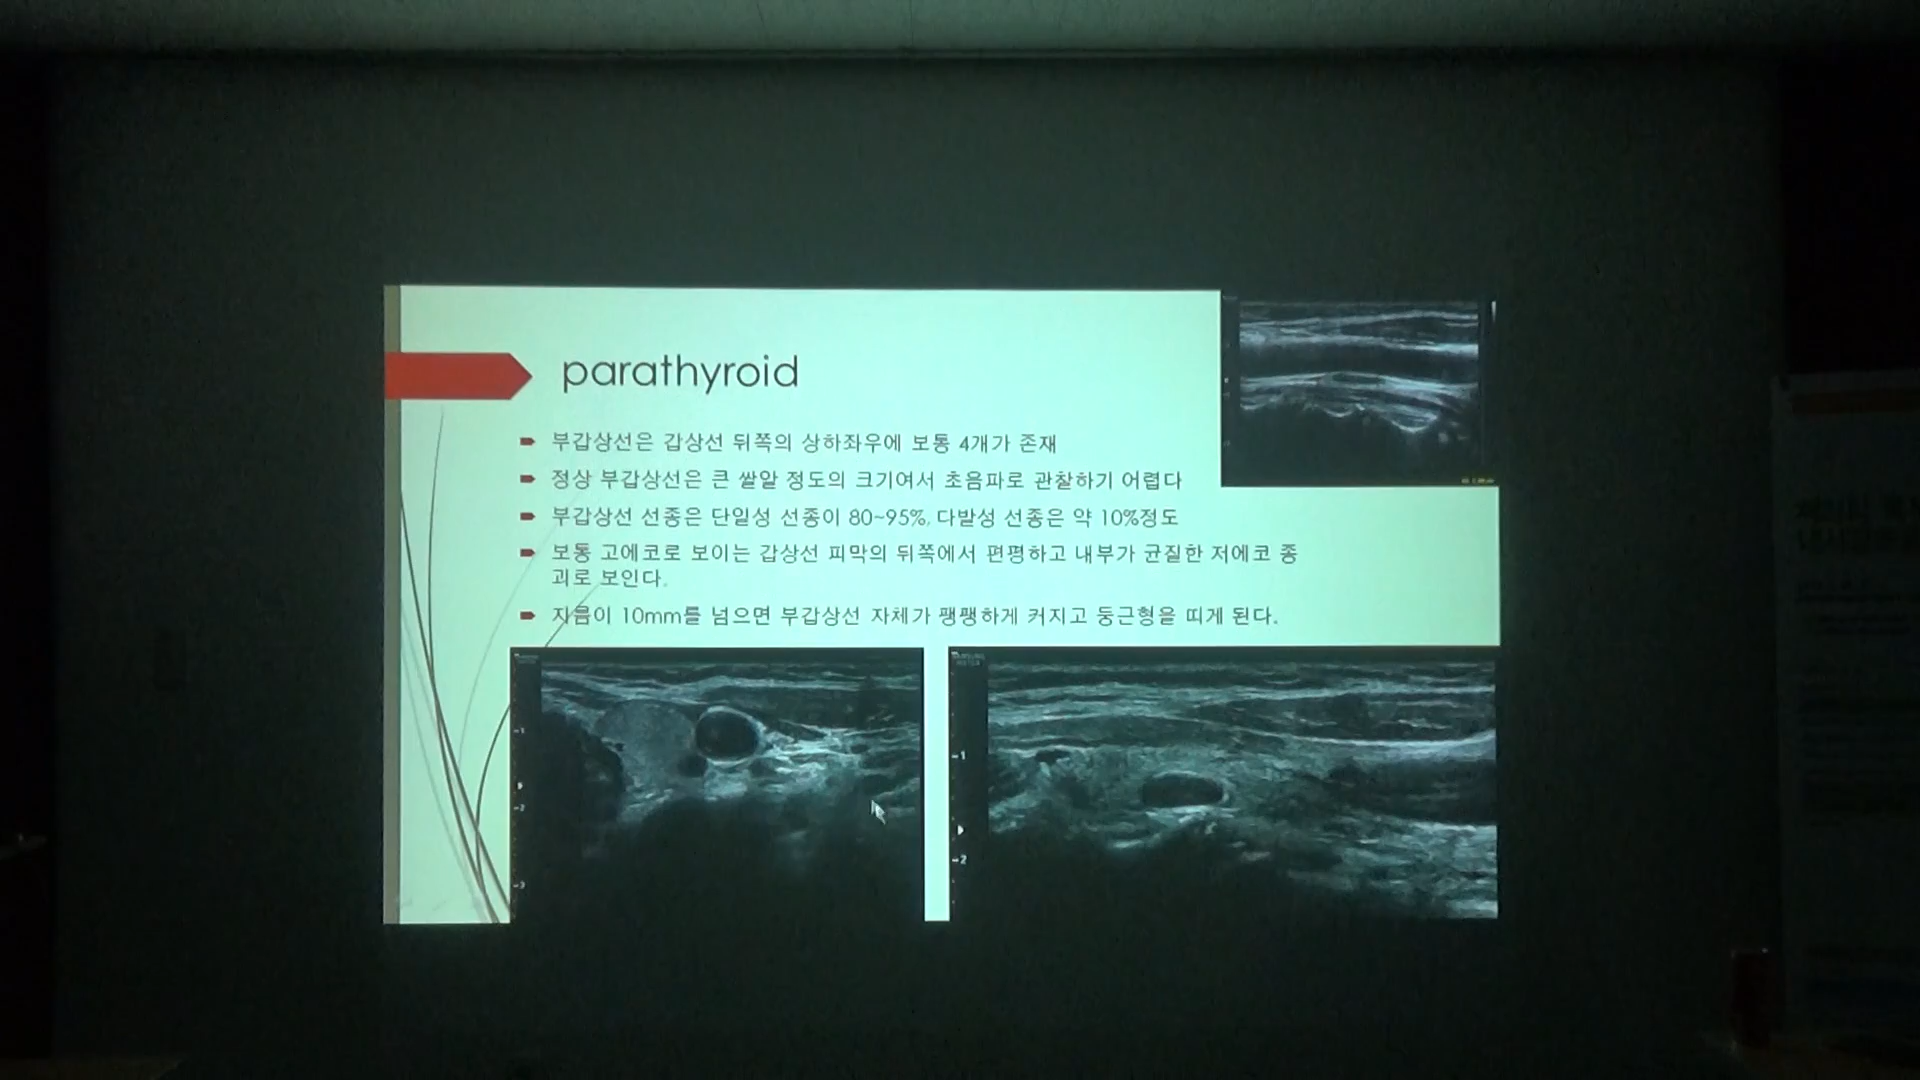 parathyroid
부갑상선은 갑상선 뒤쪽의 상하좌우에 보통 4개가 존재
정상 부갑상선은 큰 쌀알 정도의 크기여서 초음파로 관찰하기 어렵다
부갑상선 선종은 단일성 선종이 80~95%, 다발성 선종은 약 10%정도
보통 고에코로 보이는 갑상선 피막의 뒤쪽에서 편평하고 내부가 균질한 저에코 종
괴로 보인다.
지름이 10mm를 넘으면 부갑상선 자체가 팽팽하게 커지고 둥근형을 띠게 된다.
1
2
3
1
2